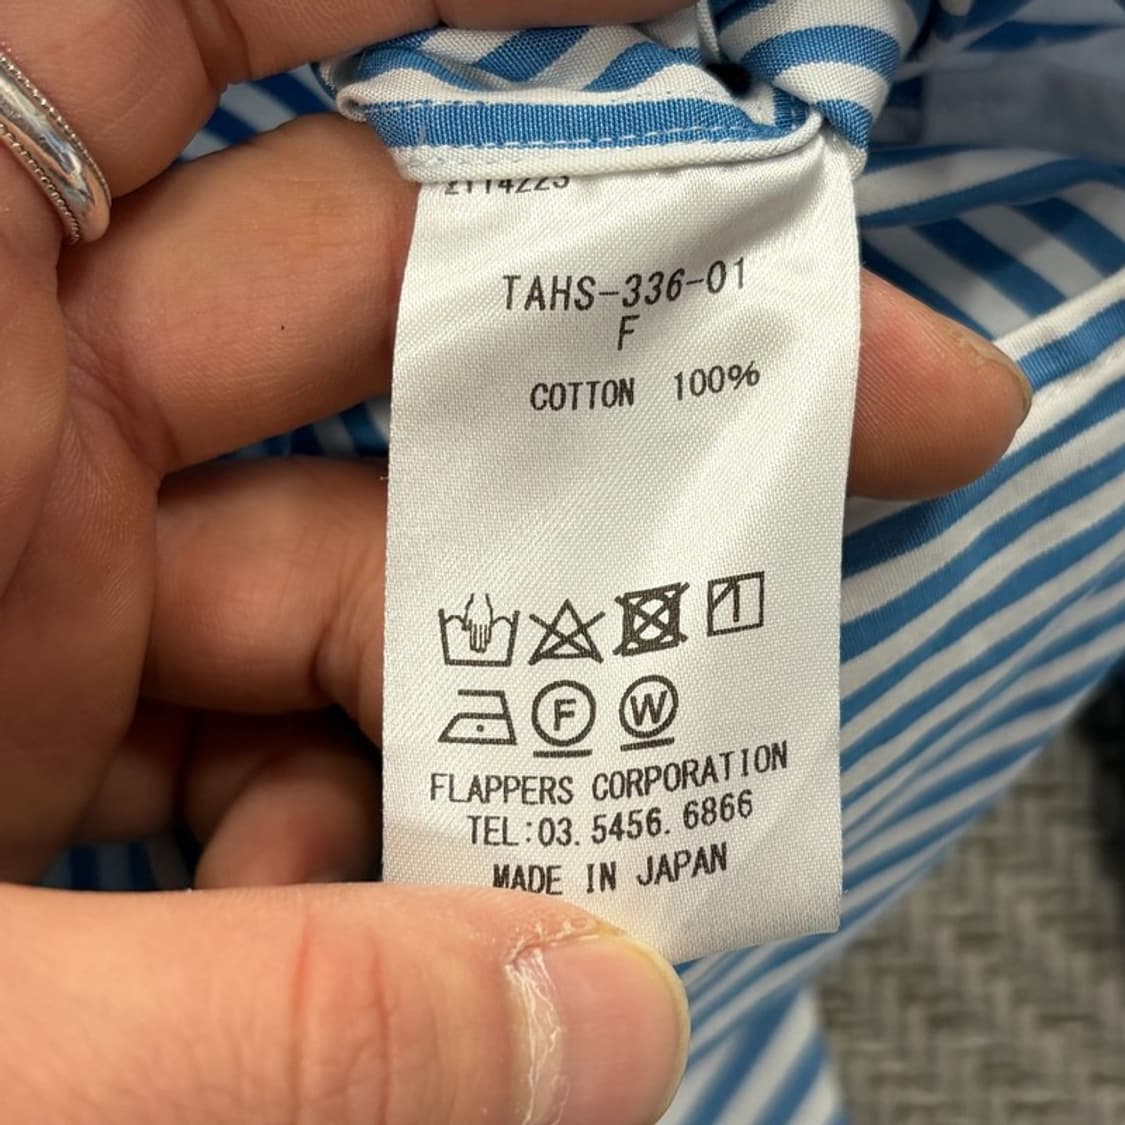 TAHS-336-01
F
COTTON 100%
F W
FLAPPERS CORPORATION
TEL:03.5456.6866
MADE IN JAPAN